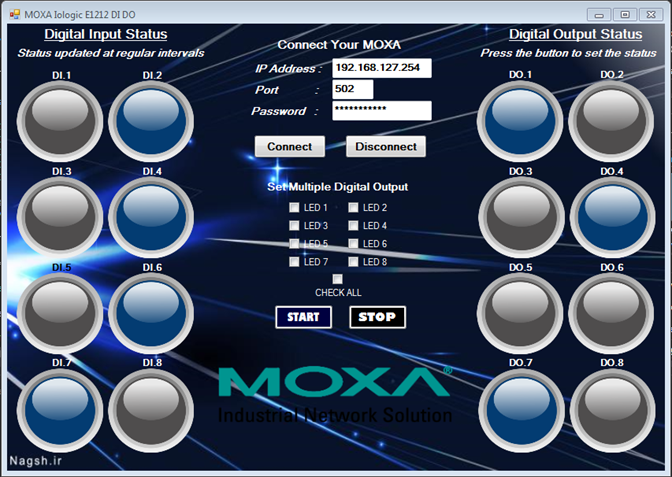 MOXA Iologic E1212 DI DO
Digital Input Status
Status updated at regular intervals
DI.1 DI.2
DI.3 DI.4
DI.5 DI.6
DI.7 DI.8
Connect Your MOXA
IP Address : 192.168.127.254
Port : 502
Password : ***********
Connect Disconnect
Set Multiple Digital Output
LED 1 LED 2
LED 3 LED 4
LED 5 LED 6
LED 7 LED 8
CHECK ALL
START STOP
MOXA®
Industrial Network Solution
Digital Output Status
Press the button to set the status
DO.1 DO.2
DO.3 DO.4
DO.5 DO.6
DO.7 DO.8
Nagsh.ir